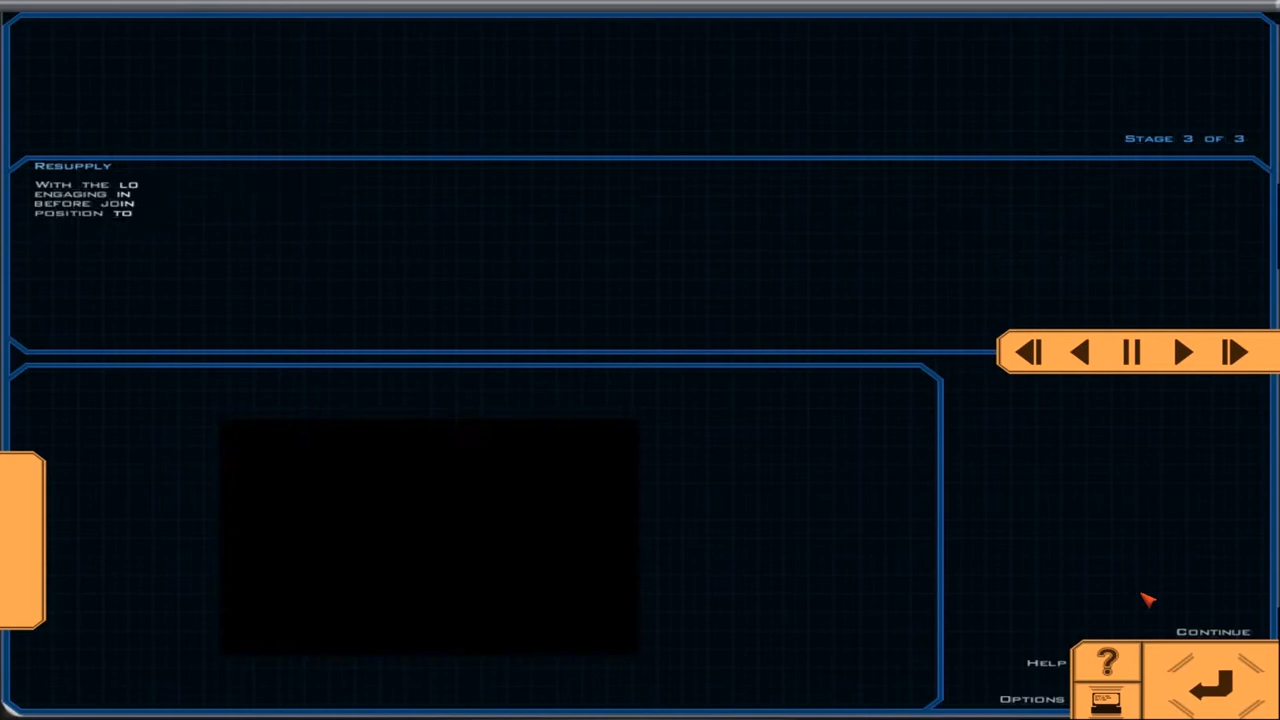 Stage 3 of 3
Resupply
With the lo
engaging in
before join
position to
Continue
Help
?
Options